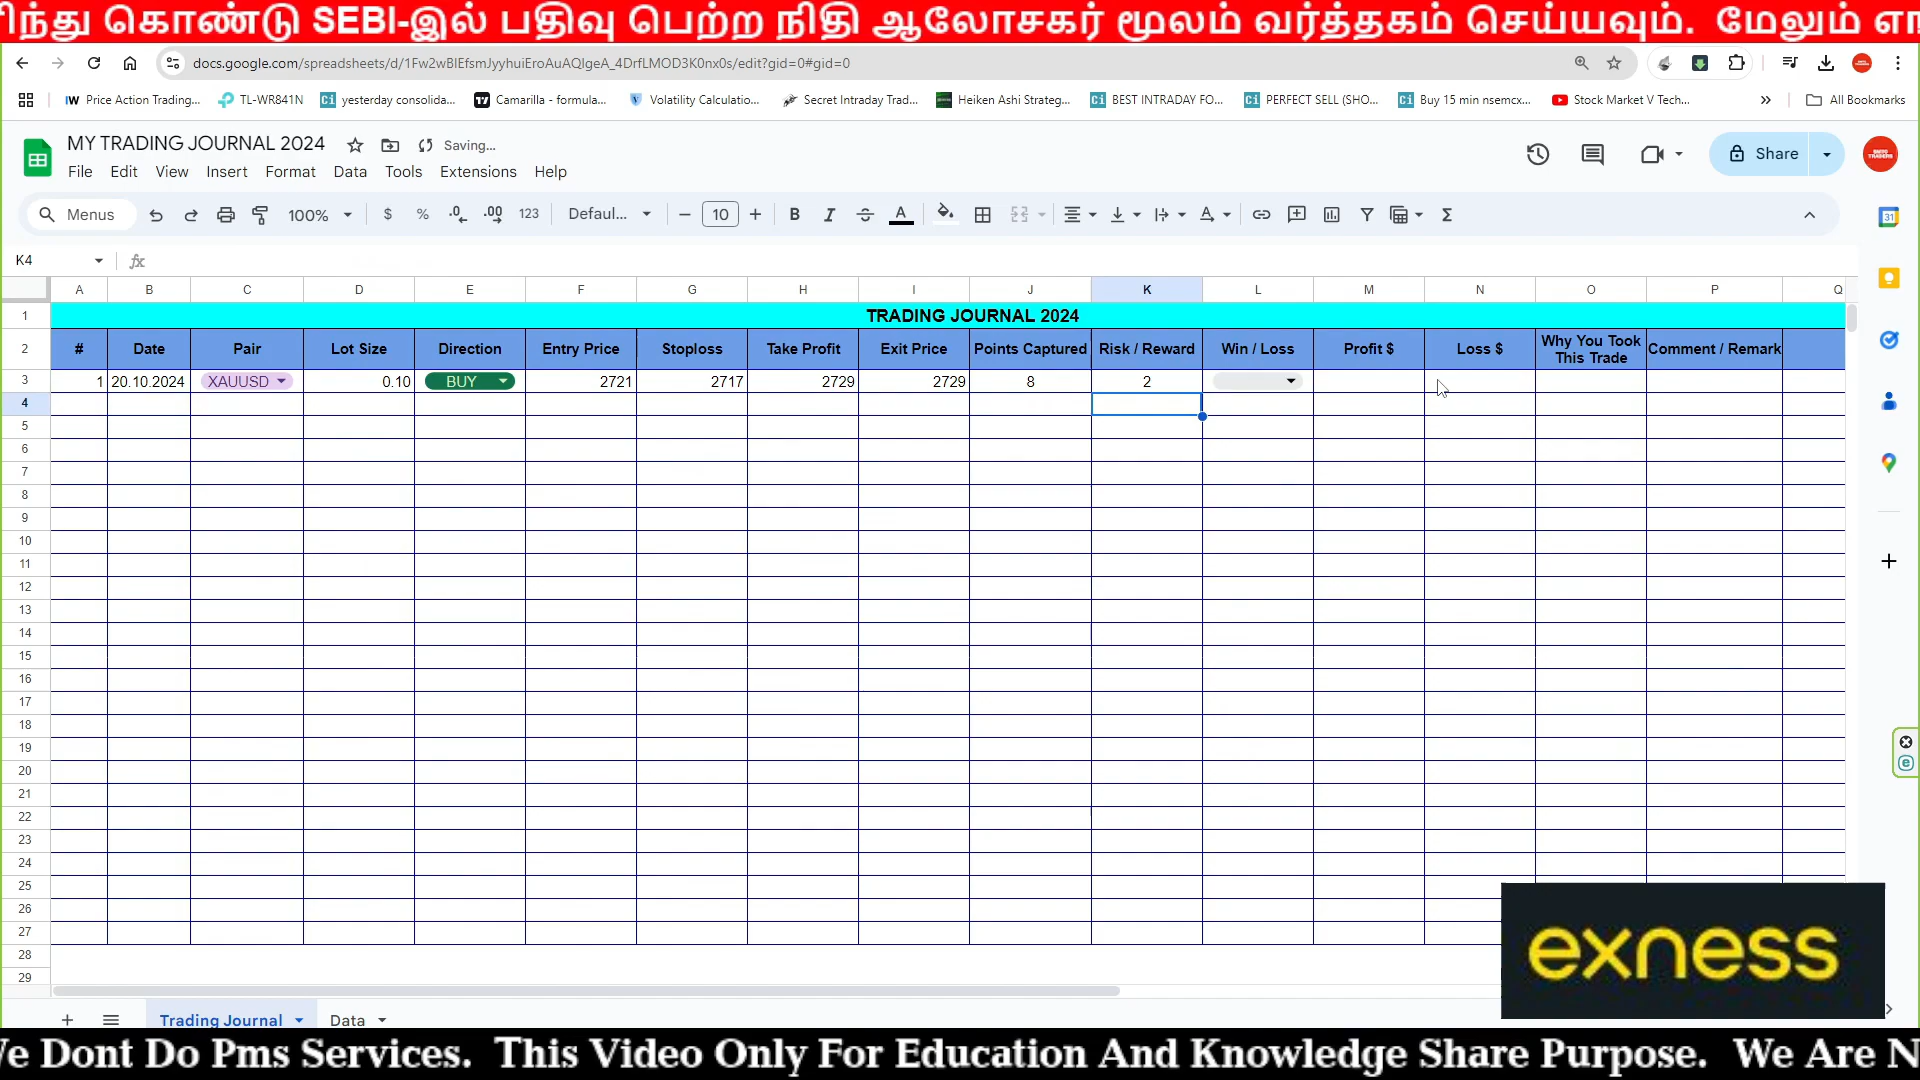 ிந்து கொண்டு SEBI-இல் பதிவு பெற்ற நிதி ஆலோசகர் மூலம் வர்த்தகம் செய்யவும். மேலும்
docs.google.com/spreadsheets/d/1Fw2wBlEfsmJyyhuiEroAuAQIgeA_4DrfLMOD3K0nx0s/edit?gid=0#gid=0
Price Action Trading... TL-WR841N yesterday consolida... Camarilla - formula... Volatility Calculatio... Secret Intraday Trad... Heiken Ashi Strateg... BEST INTRADAY FO... PERFECT SELL (SHO... Buy 15 min nsemcx... Stock Market V Tech... » All Bookmarks
MY TRADING JOURNAL 2024 Saving...
Share
File Edit View Insert Format Data Tools Extensions Help
Menus 100% $ % .0 .00 123 Defaul... − 10 + B I A Σ
K4 fx
A B C D E F G H I J K L M N O P Q
1 TRADING JOURNAL 2024
2 # Date Pair Lot Size Direction Entry Price Stoploss Take Profit Exit Price Points Captured Risk / Reward Win / Loss Profit $ Loss $ Why You Took This Trade Comment / Remark
3 1 20.10.2024 XAUUSD 0.10 BUY 2721 2717 2729 2729 8 2
4
5
6
7
8
9
10
11
12
13
14
15
16
17
18
19
20
21
22
23
24
25
26
27
28
29
exness
Trading Journal Data
We Dont Do Pms Services. This Video Only For Education And Knowledge Share Purpose. We Are N